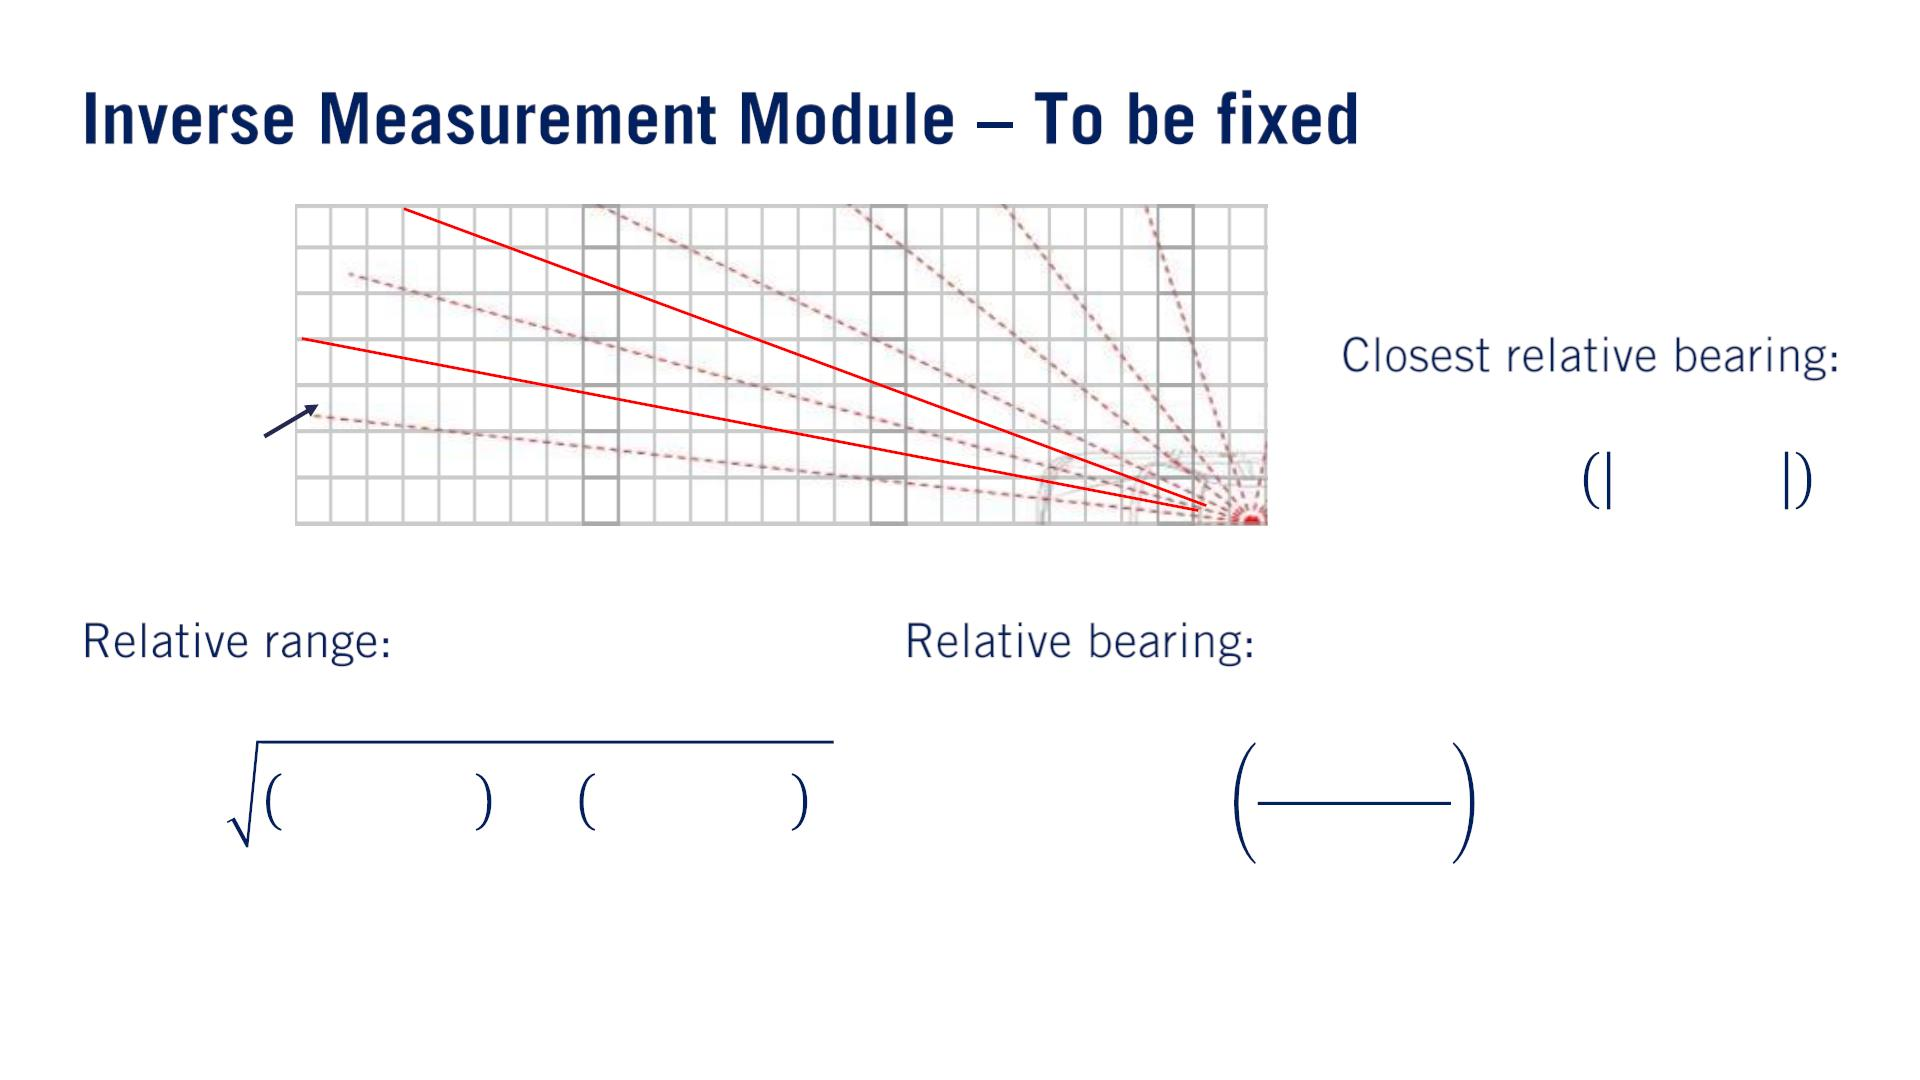 Inverse Measurement Module – To be fixed
Closest relative bearing:
(| |)
Relative range:
Relative bearing:
√( ) ( )
( )